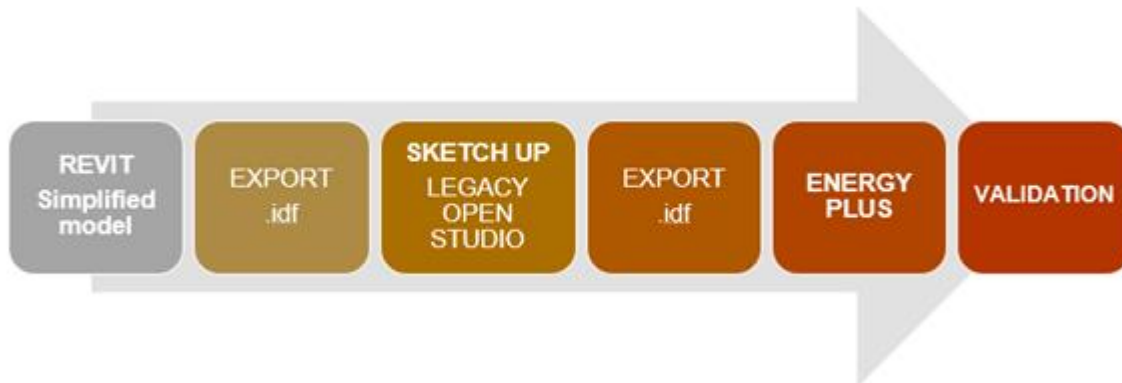 REVIT
Simplified
model
EXPORT
.idf
SKETCH UP
LEGACY
OPEN
STUDIO
EXPORT
.idf
ENERGY
PLUS
VALIDATION